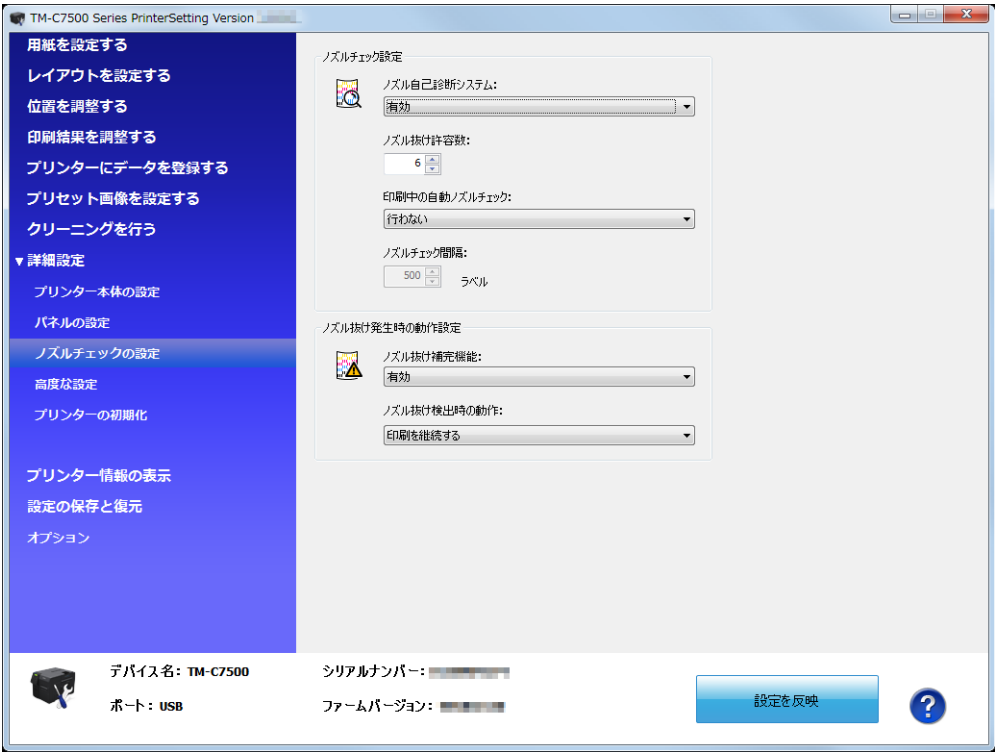 TM-C7500 Series PrinterSetting Version
用紙を設定する
レイアウトを設定する
位置を調整する
印刷結果を調整する
プリンターにデータを登録する
プリセット画像を設定する
クリーニングを行う
▼詳細設定
プリンター本体の設定
パネルの設定
ノズルチェックの設定
高度な設定
プリンターの初期化
プリンター情報の表示
設定の保存と復元
オプション
ノズルチェック設定
ノズル自己診断システム:
有効
ノズル抜け許容数:
6
印刷中の自動ノズルチェック:
行わない
ノズルチェック間隔:
500 ラベル
ノズル抜け発生時の動作設定
ノズル抜け補完機能:
有効
ノズル抜け検出時の動作:
印刷を継続する
デバイス名: TM-C7500
ポート: USB
シリアルナンバー:
ファームバージョン:
設定を反映
?